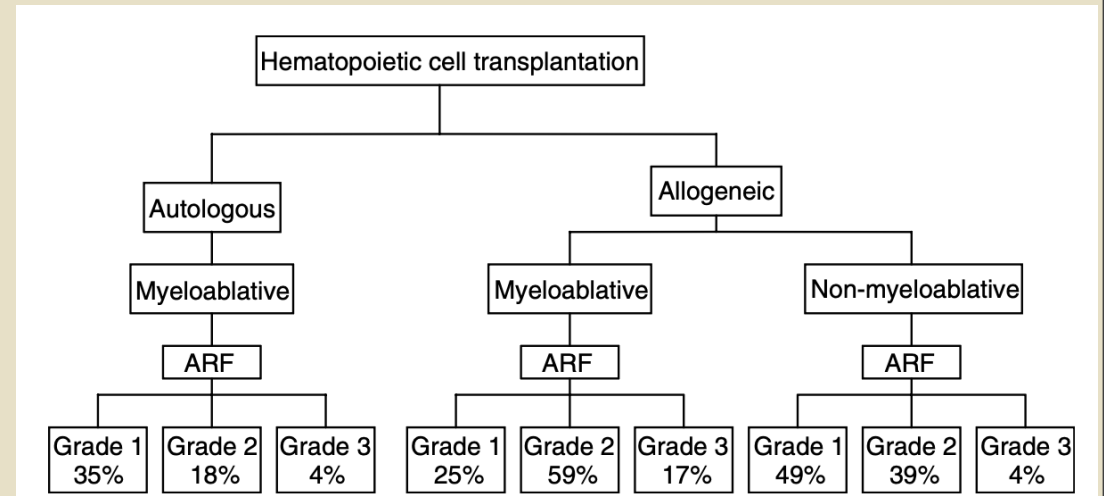 Hematopoietic cell transplantation
Allogeneic
Autologous
Myeloablative
Myeloablative
Non-myeloablative
ARF
ARF
ARF
Grade 1
35%
Grade 2
18%
Grade 3
4%
Grade 1
25%
Grade 2
59%
Grade 3
17%
Grade 1
49%
Grade 2
39%
Grade 3
4%